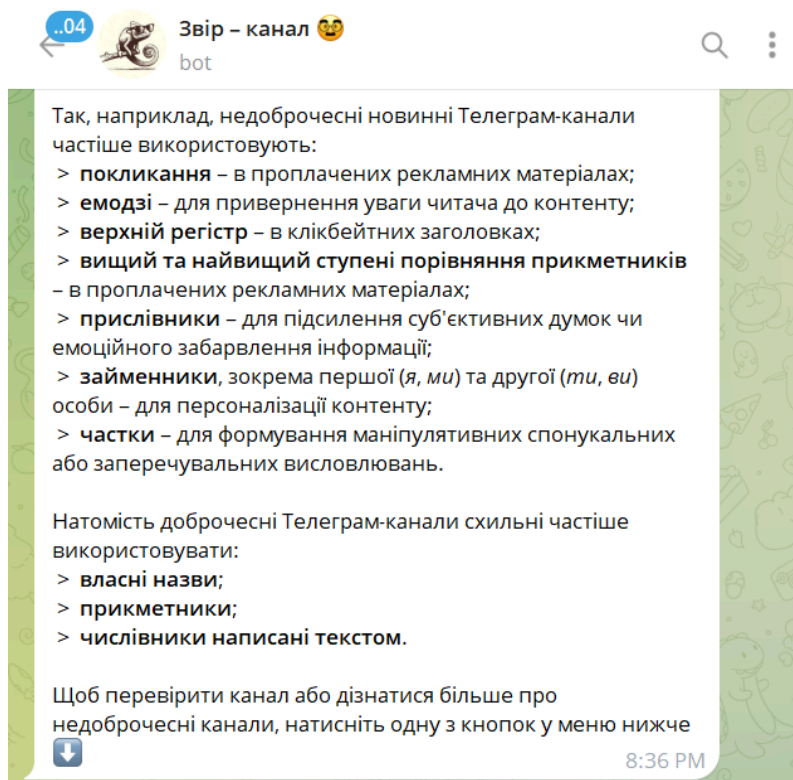 ..04
Звір – канал 🥸
bot
Так, наприклад, недоброчесні новинні Телеграм-канали
частіше використовують:
> покликання – в проплачених рекламних матеріалах;
> емодзі – для привернення уваги читача до контенту;
> верхній регістр – в клікбейтних заголовках;
> вищий та найвищий ступені порівняння прикметників
– в проплачених рекламних матеріалах;
> прислівники – для підсилення суб'єктивних думок чи
емоційного забарвлення інформації;
> займенники, зокрема першої (я, ми) та другої (ти, ви)
особи – для персоналізації контенту;
> частки – для формування маніпулятивних спонукальних
або заперечувальних висловлювань.
Натомість доброчесні Телеграм-канали схильні частіше
використовувати:
> власні назви;
> прикметники;
> числівники написані текстом.
Щоб перевірити канал або дізнатися більше про
недоброчесні канали, натисніть одну з кнопок у меню нижче
⬇️
8:36 PM